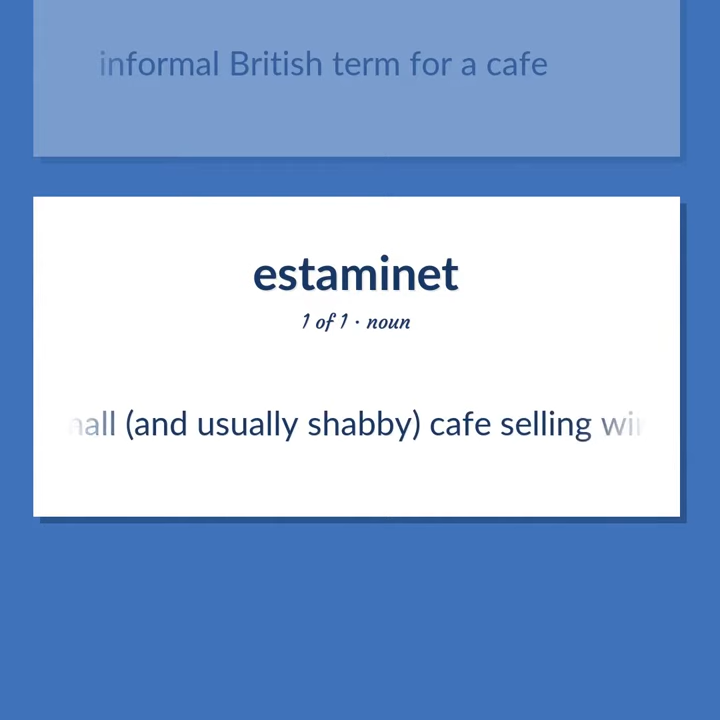 informal British term for a cafe
estaminet
1 of 1 · noun
(and usually shabby) cafe selling